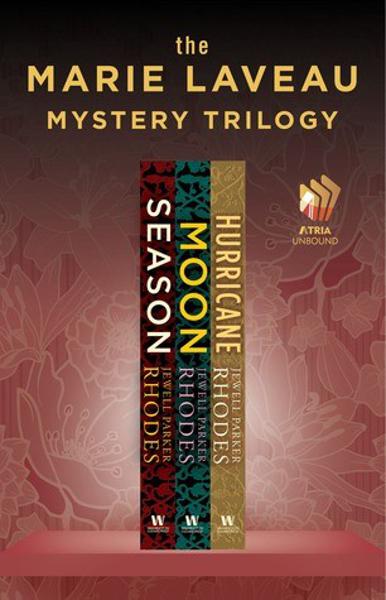 the
MARIE LAVEAU
MYSTERY TRILOGY
ATRIA
UNBOUND
SEASON
JEWELL PARKER
RHODES
MOON
JEWELL PARKER
RHODES
HURRICANE
JEWELL PARKER
RHODES
W
W
W